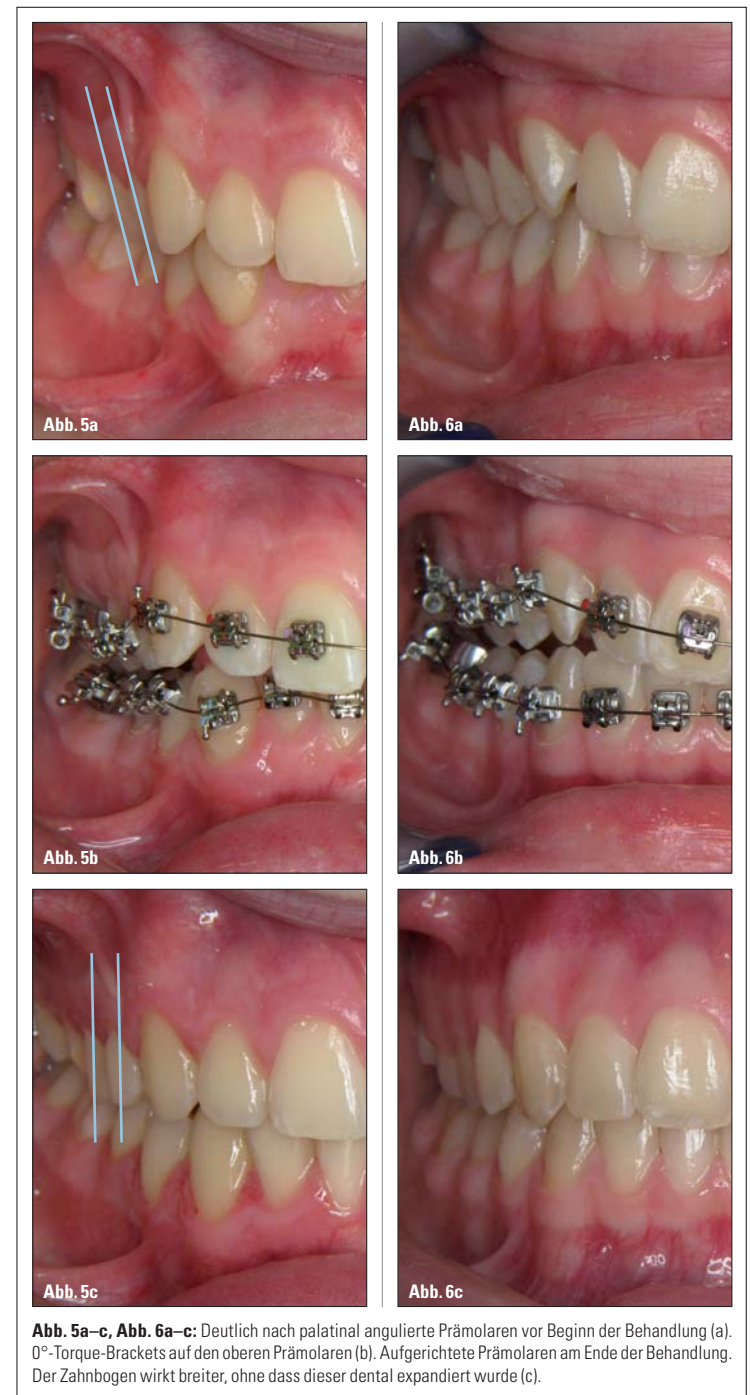 Abb. 5a
Abb. 6a
Abb. 5b
Abb. 6b
Abb. 5c
Abb. 6c
Abb. 5a–c, Abb. 6a–c: Deutlich nach palatinal angulierte Prämolaren vor Beginn der Behandlung (a).
0°-Torque-Brackets auf den oberen Prämolaren (b). Aufgerichtete Prämolaren am Ende der Behandlung.
Der Zahnbogen wirkt breiter, ohne dass dieser dental expandiert wurde (c).